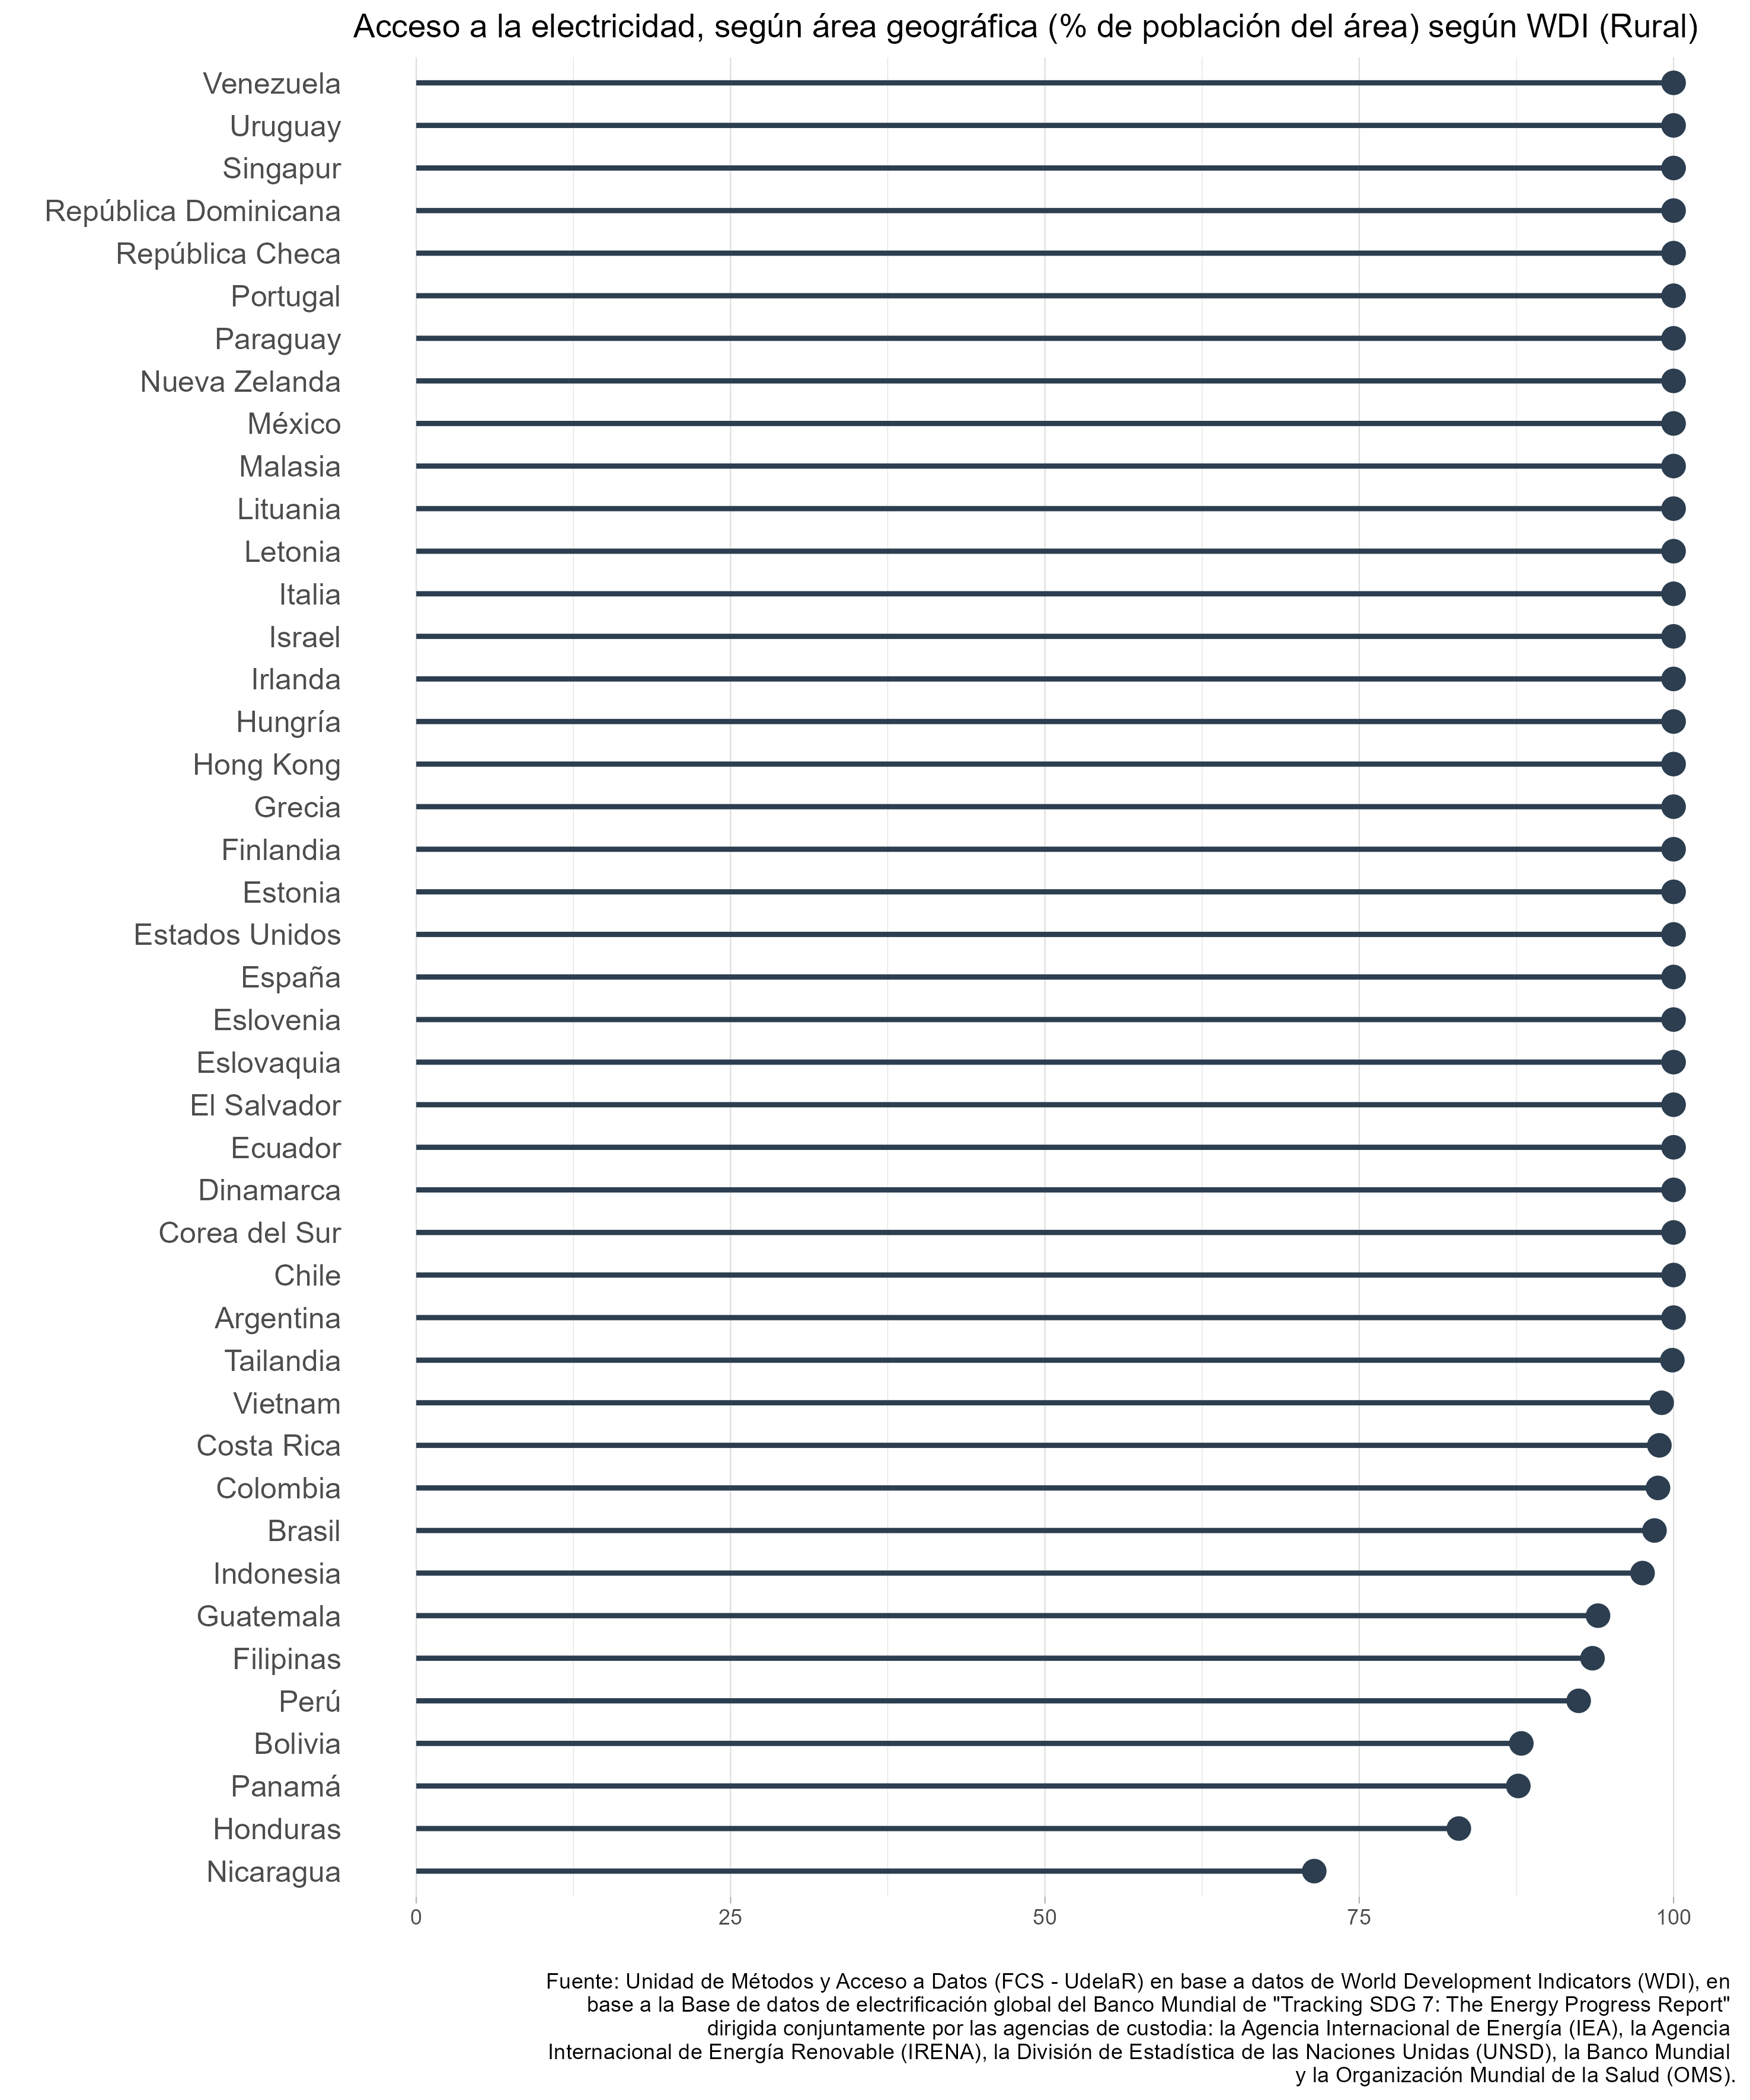 Acceso a la electricidad, según área geográfica (% de población del área) según WDI (Rural)
Venezuela
Uruguay
Singapur
República Dominicana
República Checa
Portugal
Paraguay
Nueva Zelanda
México
Malasia
Lituania
Letonia
Italia
Israel
Irlanda
Hungría
Hong Kong
Grecia
Finlandia
Estonia
Estados Unidos
España
Eslovenia
Eslovaquia
El Salvador
Ecuador
Dinamarca
Corea del Sur
Chile
Argentina
Tailandia
Vietnam
Costa Rica
Colombia
Brasil
Indonesia
Guatemala
Filipinas
Perú
Bolivia
Panamá
Honduras
Nicaragua
0 25 50 75 100
Fuente: Unidad de Métodos y Acceso a Datos (FCS - UdelaR) en base a datos de World Development Indicators (WDI), en
base a la Base de datos de electrificación global del Banco Mundial de "Tracking SDG 7: The Energy Progress Report"
dirigida conjuntamente por las agencias de custodia: la Agencia Internacional de Energía (IEA), la Agencia
Internacional de Energía Renovable (IRENA), la División de Estadística de las Naciones Unidas (UNSD), la Banco Mundial
y la Organización Mundial de la Salud (OMS).